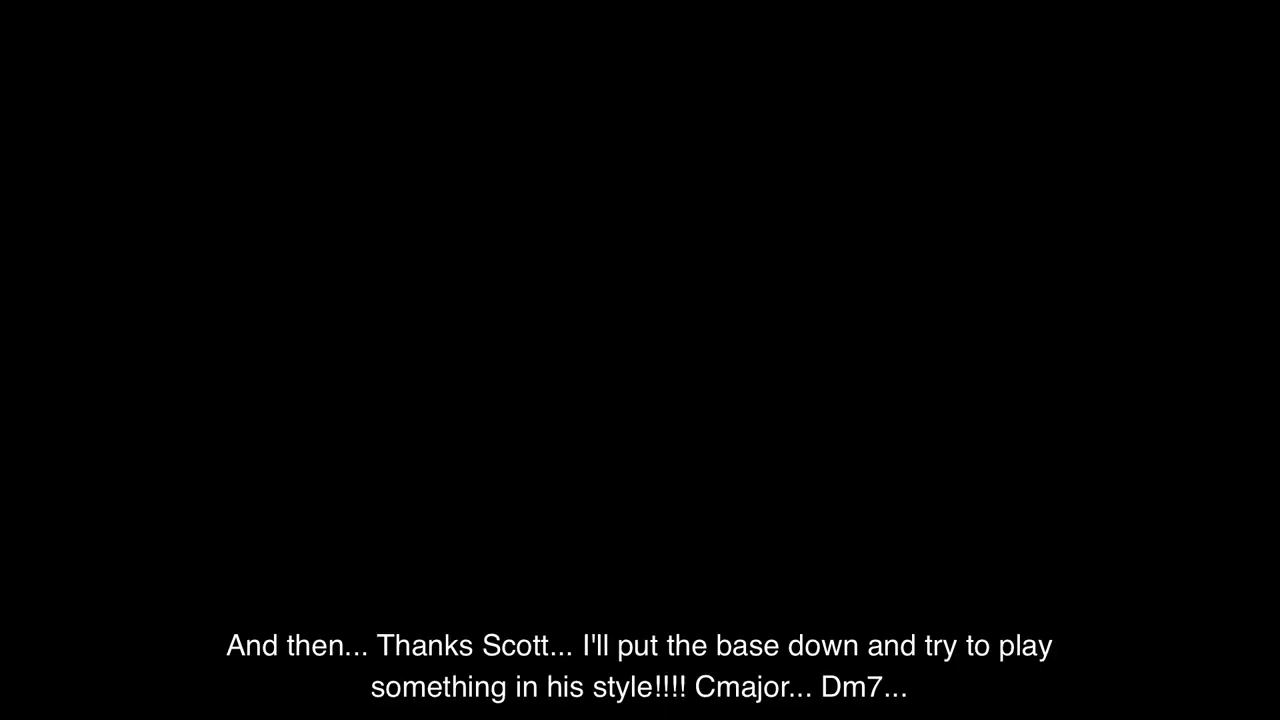 And then... Thanks Scott... I'll put the base down and try to play
something in his style!!!! Cmajor... Dm7...